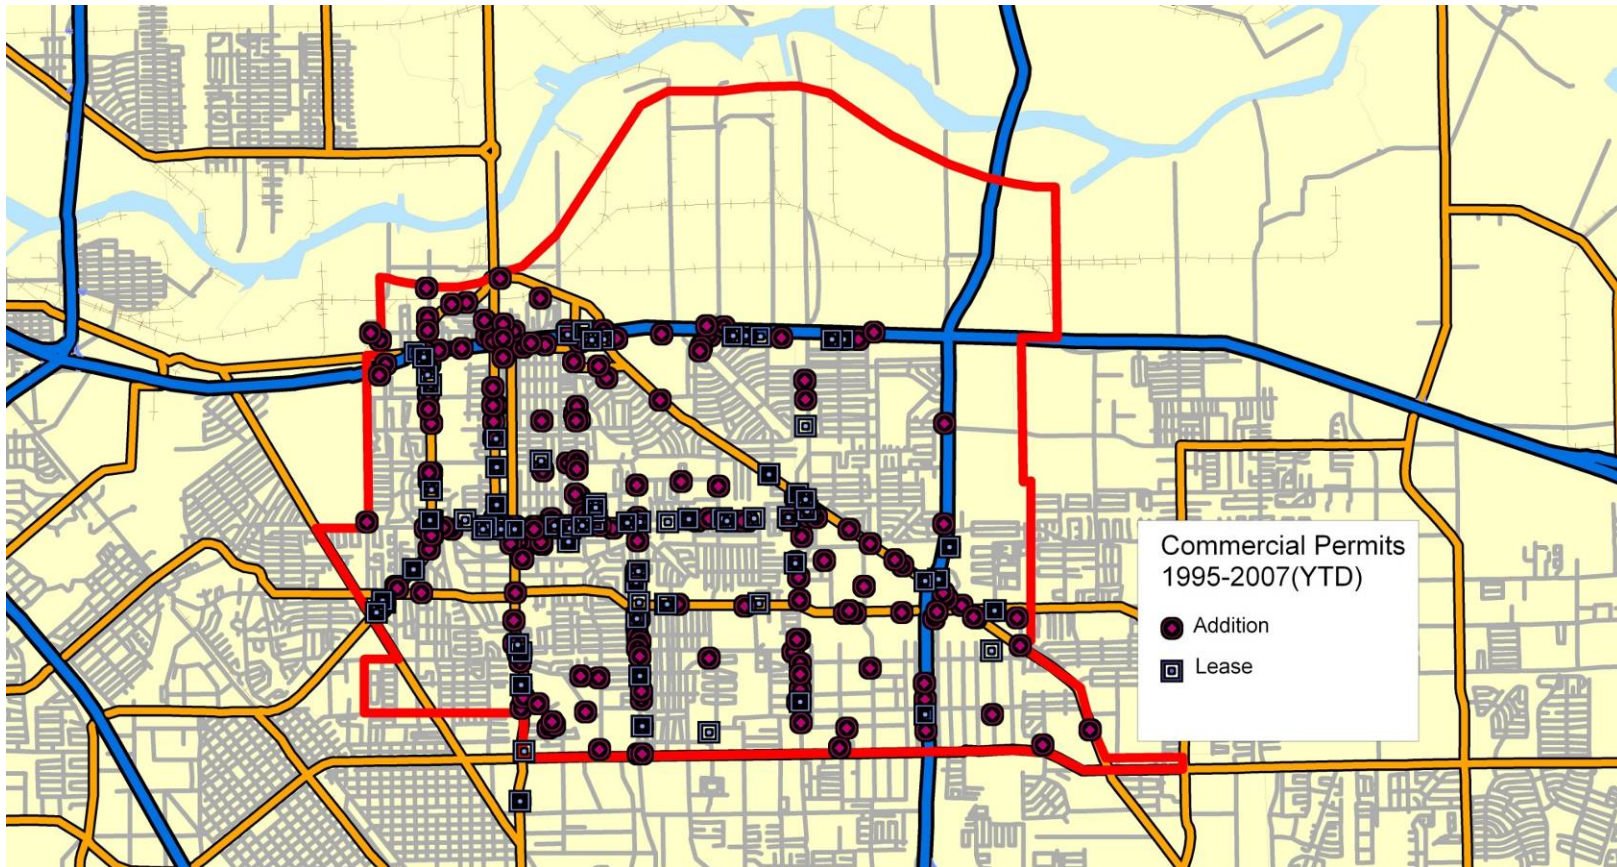 Commercial Permits
1995-2007(YTD)
Addition
Lease